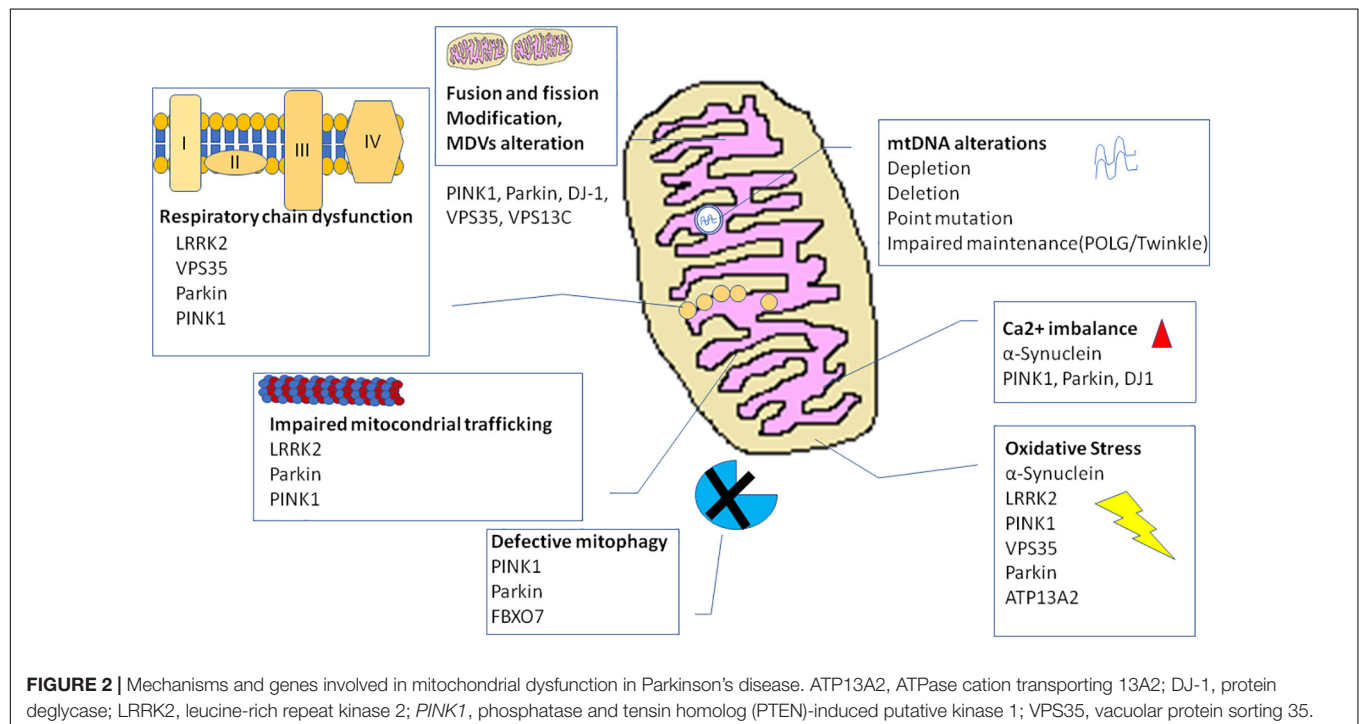 Fusion and fission
Modification,
MDVs alteration
PINK1, Parkin, DJ-1,
VPS35, VPS13C
I
II
III
IV
Respiratory chain dysfunction
LRRK2
VPS35
Parkin
PINK1
mtDNA alterations
Depletion
Deletion
Point mutation
Impaired maintenance(POLG/Twinkle)
Ca2+ imbalance
α-Synuclein
PINK1, Parkin, DJ1
Impaired mitocondrial trafficking
LRRK2
Parkin
PINK1
Oxidative Stress
α-Synuclein
LRRK2
PINK1
VPS35
Parkin
ATP13A2
Defective mitophagy
PINK1
Parkin
FBXO7
FIGURE 2 | Mechanisms and genes involved in mitochondrial dysfunction in Parkinson's disease. ATP13A2, ATPase cation transporting 13A2; DJ-1, protein
deglycase; LRRK2, leucine-rich repeat kinase 2; PINK1, phosphatase and tensin homolog (PTEN)-induced putative kinase 1; VPS35, vacuolar protein sorting 35.